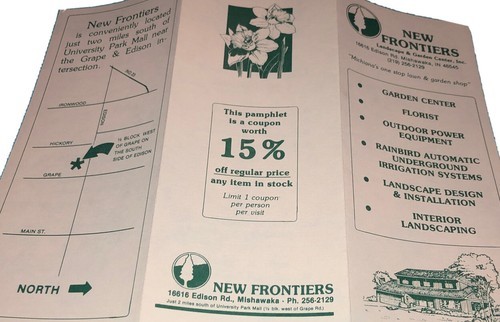 New Frontiers
is conveniently located
just two miles south of
University Park Mall near
the Grape & Edison in-
tersection.
IRONWOOD
HICKORY
½ BLOCK WEST
OF GRAPE ON
THE SOUTH
SIDE OF EDISON
GRAPE
MAIN ST.
NORTH
This pamphlet
is a coupon
worth
15%
off regular price
any item in stock
Limit 1 coupon
per person
per visit
NEW FRONTIERS
16616 Edison Rd., Mishawaka - Ph. 256-2129
Just 2 miles south of University Park Mall (½ blk. west of Grape Rd.)
NEW
FRONTIERS
Landscape & Garden Center, Inc.
16616 Edison Rd. Mishawaka, IN 46545
(219) 256-2129
"Michiana's one stop lawn & garden shop"
• GARDEN CENTER
• FLORIST
• OUTDOOR POWER
EQUIPMENT
• RAINBIRD AUTOMATIC
UNDERGROUND
IRRIGATION SYSTEMS
• LANDSCAPE DESIGN
& INSTALLATION
• INTERIOR
LANDSCAPING